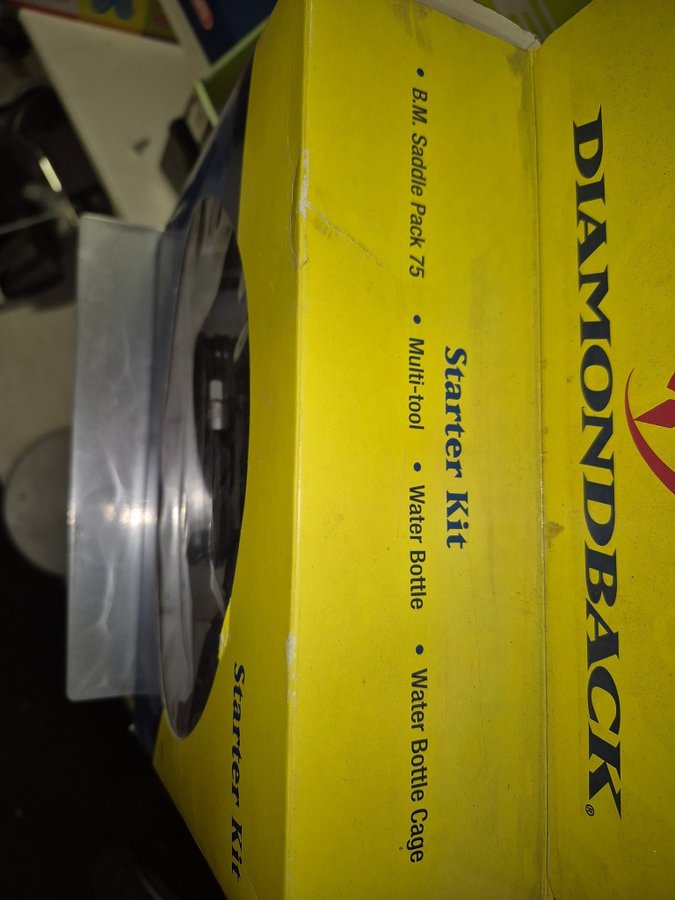 DIAMONDBACK®
Starter Kit
• B.M. Saddle Pack 75 • Multi-tool • Water Bottle • Water Bottle Cage
Starter Kit